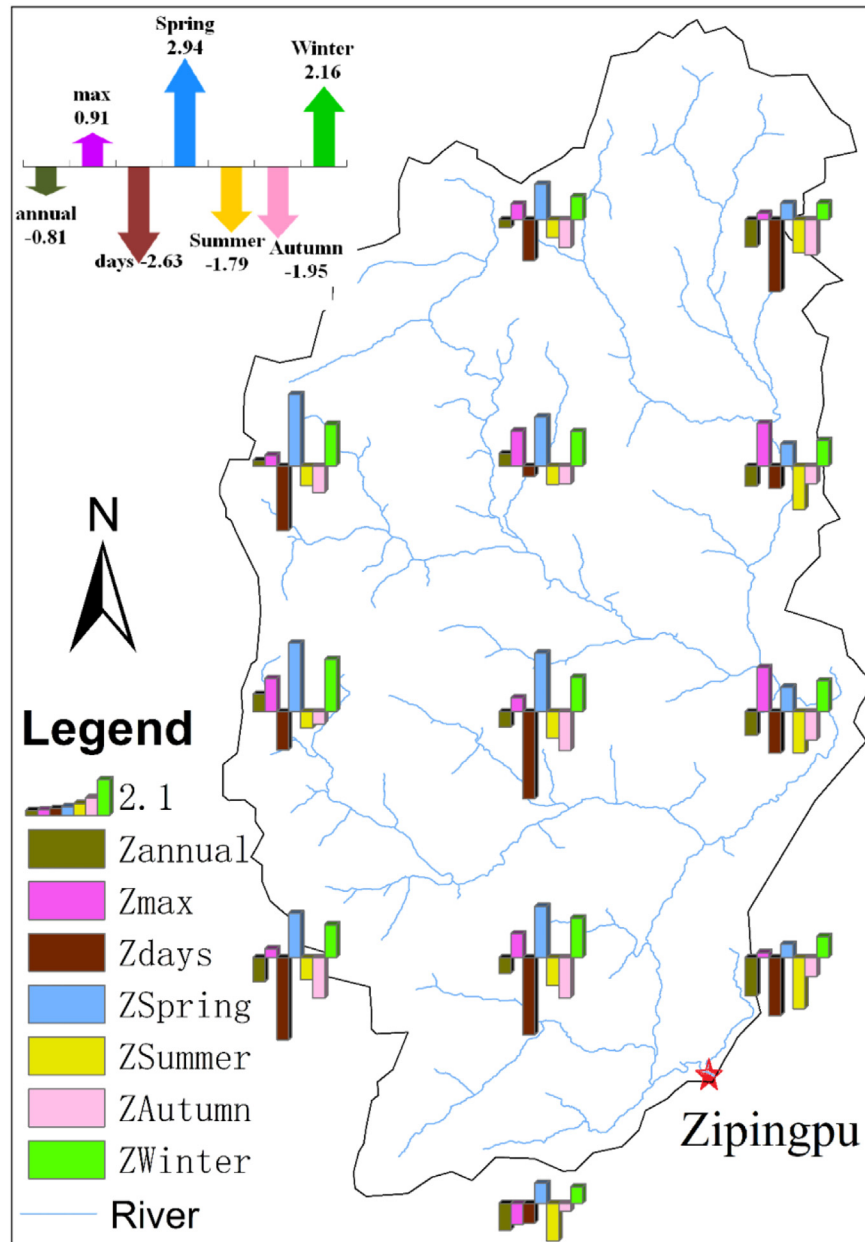 Spring
2.94
Winter
2.16
max
0.91
annual
-0.81
days -2.63
Summer
-1.79
Autumn
-1.95
N
Legend
2.1
Zannual
Zmax
Zdays
ZSpring
ZSummer
ZAutumn
ZWinter
River
Zipingpu